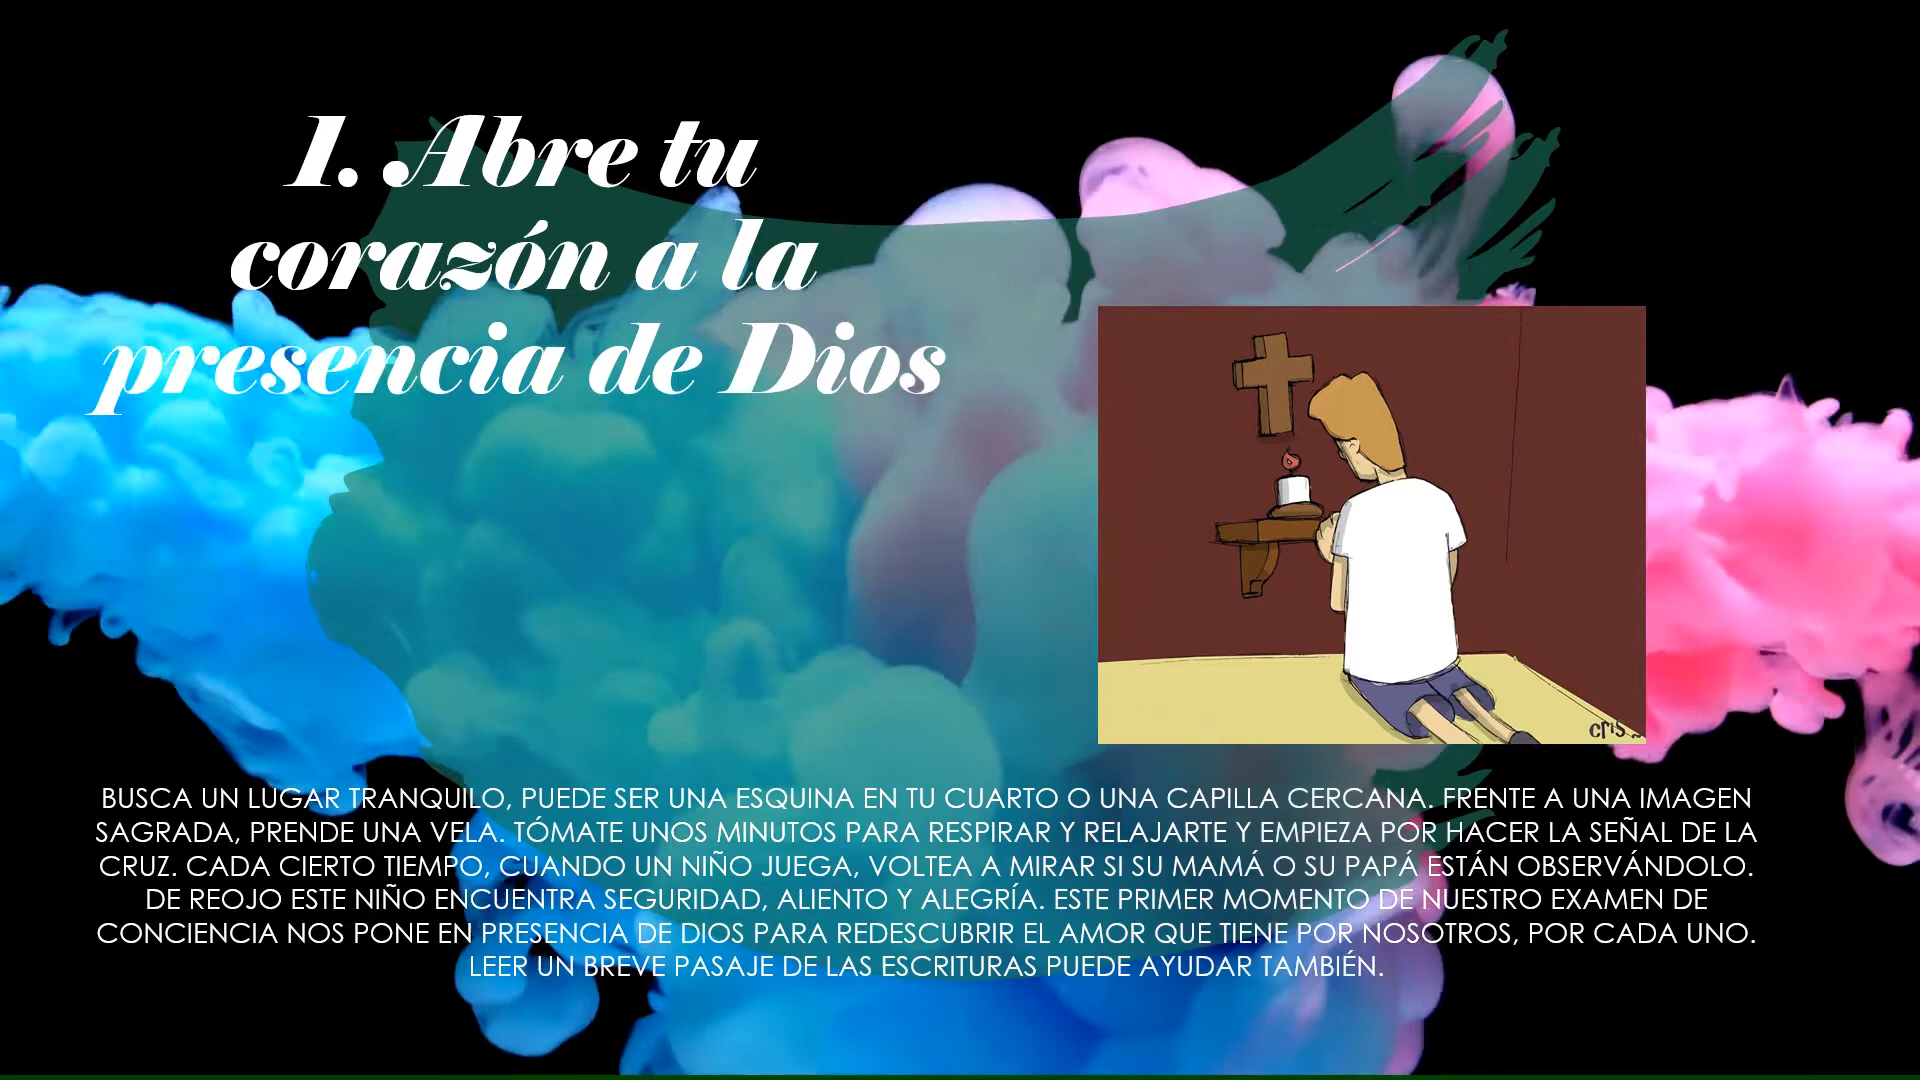 1. Abre tu
corazón a la
presencia de Dios
cris
BUSCA UN LUGAR TRANQUILO, PUEDE SER UNA ESQUINA EN TU CUARTO O UNA CAPILLA CERCANA. FRENTE A UNA IMAGEN
SAGRADA, PRENDE UNA VELA. TÓMATE UNOS MINUTOS PARA RESPIRAR Y RELAJARTE Y EMPIEZA POR HACER LA SEÑAL DE LA
CRUZ. CADA CIERTO TIEMPO, CUANDO UN NIÑO JUEGA, VOLTEA A MIRAR SI SU MAMÁ O SU PAPÁ ESTÁN OBSERVÁNDOLO.
DE REOJO ESTE NIÑO ENCUENTRA SEGURIDAD, ALIENTO Y ALEGRÍA. ESTE PRIMER MOMENTO DE NUESTRO EXAMEN DE
CONCIENCIA NOS PONE EN PRESENCIA DE DIOS PARA REDESCUBRIR EL AMOR QUE TIENE POR NOSOTROS, POR CADA UNO.
LEER UN BREVE PASAJE DE LAS ESCRITURAS PUEDE AYUDAR TAMBIÉN.